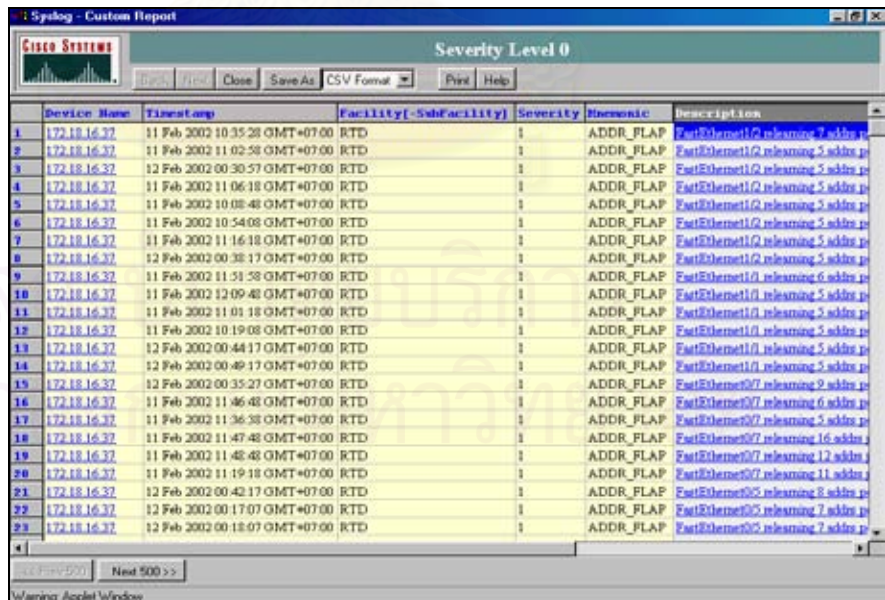 Syslog - Custom Report
CISCO SYSTEMS
Severity Level 0
Back Next Close Save As CSV Format Print Help
Device Name Timestamp Facility[-SubFacility] Severity Mnemonic Description
1 172.18.16.37 11 Feb 2002 10:35:28 GMT+07:00 RTD 1 ADDR_FLAP FastEthernet1/2 relearning 7 addrs p
2 172.18.16.37 11 Feb 2002 11:02:58 GMT+07:00 RTD 1 ADDR_FLAP FastEthernet1/2 relearning 5 addrs p
3 172.18.16.37 12 Feb 2002 00:30:57 GMT+07:00 RTD 1 ADDR_FLAP FastEthernet1/2 relearning 5 addrs p
4 172.18.16.37 11 Feb 2002 11:06:18 GMT+07:00 RTD 1 ADDR_FLAP FastEthernet1/2 relearning 5 addrs p
5 172.18.16.37 11 Feb 2002 10:08:48 GMT+07:00 RTD 1 ADDR_FLAP FastEthernet1/2 relearning 5 addrs p
6 172.18.16.37 11 Feb 2002 10:54:08 GMT+07:00 RTD 1 ADDR_FLAP FastEthernet1/2 relearning 5 addrs p
7 172.18.16.37 11 Feb 2002 11:16:18 GMT+07:00 RTD 1 ADDR_FLAP FastEthernet1/2 relearning 5 addrs p
8 172.18.16.37 12 Feb 2002 00:38:17 GMT+07:00 RTD 1 ADDR_FLAP FastEthernet1/2 relearning 5 addrs p
9 172.18.16.37 11 Feb 2002 11:51:58 GMT+07:00 RTD 1 ADDR_FLAP FastEthernet1/1 relearning 6 addrs p
10 172.18.16.37 11 Feb 2002 12:09:48 GMT+07:00 RTD 1 ADDR_FLAP FastEthernet1/1 relearning 5 addrs p
11 172.18.16.37 11 Feb 2002 11:01:18 GMT+07:00 RTD 1 ADDR_FLAP FastEthernet1/1 relearning 5 addrs p
12 172.18.16.37 11 Feb 2002 10:19:08 GMT+07:00 RTD 1 ADDR_FLAP FastEthernet1/1 relearning 5 addrs p
13 172.18.16.37 12 Feb 2002 00:44:17 GMT+07:00 RTD 1 ADDR_FLAP FastEthernet1/1 relearning 5 addrs p
14 172.18.16.37 12 Feb 2002 00:49:17 GMT+07:00 RTD 1 ADDR_FLAP FastEthernet1/1 relearning 5 addrs p
15 172.18.16.37 12 Feb 2002 00:35:27 GMT+07:00 RTD 1 ADDR_FLAP FastEthernet0/7 relearning 9 addrs p
16 172.18.16.37 11 Feb 2002 11:46:48 GMT+07:00 RTD 1 ADDR_FLAP FastEthernet0/7 relearning 6 addrs p
17 172.18.16.37 11 Feb 2002 11:36:38 GMT+07:00 RTD 1 ADDR_FLAP FastEthernet0/7 relearning 5 addrs p
18 172.18.16.37 11 Feb 2002 11:47:48 GMT+07:00 RTD 1 ADDR_FLAP FastEthernet0/7 relearning 16 addrs
19 172.18.16.37 11 Feb 2002 11:48:48 GMT+07:00 RTD 1 ADDR_FLAP FastEthernet0/7 relearning 12 addrs
20 172.18.16.37 11 Feb 2002 11:19:18 GMT+07:00 RTD 1 ADDR_FLAP FastEthernet0/7 relearning 11 addrs
21 172.18.16.37 12 Feb 2002 00:42:17 GMT+07:00 RTD 1 ADDR_FLAP FastEthernet0/5 relearning 8 addrs p
22 172.18.16.37 12 Feb 2002 00:17:07 GMT+07:00 RTD 1 ADDR_FLAP FastEthernet0/5 relearning 7 addrs p
23 172.18.16.37 12 Feb 2002 00:18:07 GMT+07:00 RTD 1 ADDR_FLAP FastEthernet0/5 relearning 7 addrs p
Next 500 >>
Warning: Applet Window